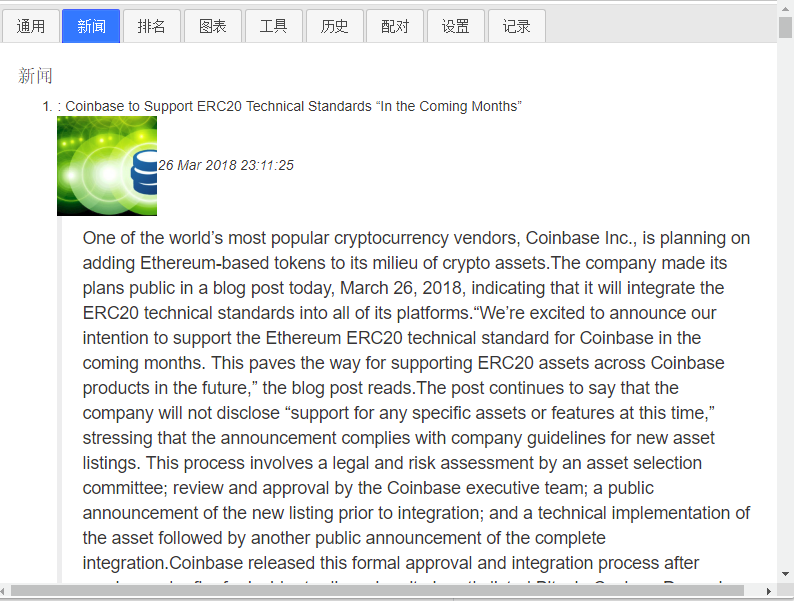 通用 新闻 排名 图表 工具 历史 配对 设置 记录
新闻
1. : Coinbase to Support ERC20 Technical Standards “In the Coming Months”
26 Mar 2018 23:11:25
One of the world’s most popular cryptocurrency vendors, Coinbase Inc., is planning on
adding Ethereum-based tokens to its milieu of crypto assets.The company made its
plans public in a blog post today, March 26, 2018, indicating that it will integrate the
ERC20 technical standards into all of its platforms.“We’re excited to announce our
intention to support the Ethereum ERC20 technical standard for Coinbase in the
coming months. This paves the way for supporting ERC20 assets across Coinbase
products in the future,” the blog post reads.The post continues to say that the
company will not disclose “support for any specific assets or features at this time,”
stressing that the announcement complies with company guidelines for new asset
listings. This process involves a legal and risk assessment by an asset selection
committee; review and approval by the Coinbase executive team; a public
announcement of the new listing prior to integration; and a technical implementation of
the asset followed by another public announcement of the complete
integration.Coinbase released this formal approval and integration process after